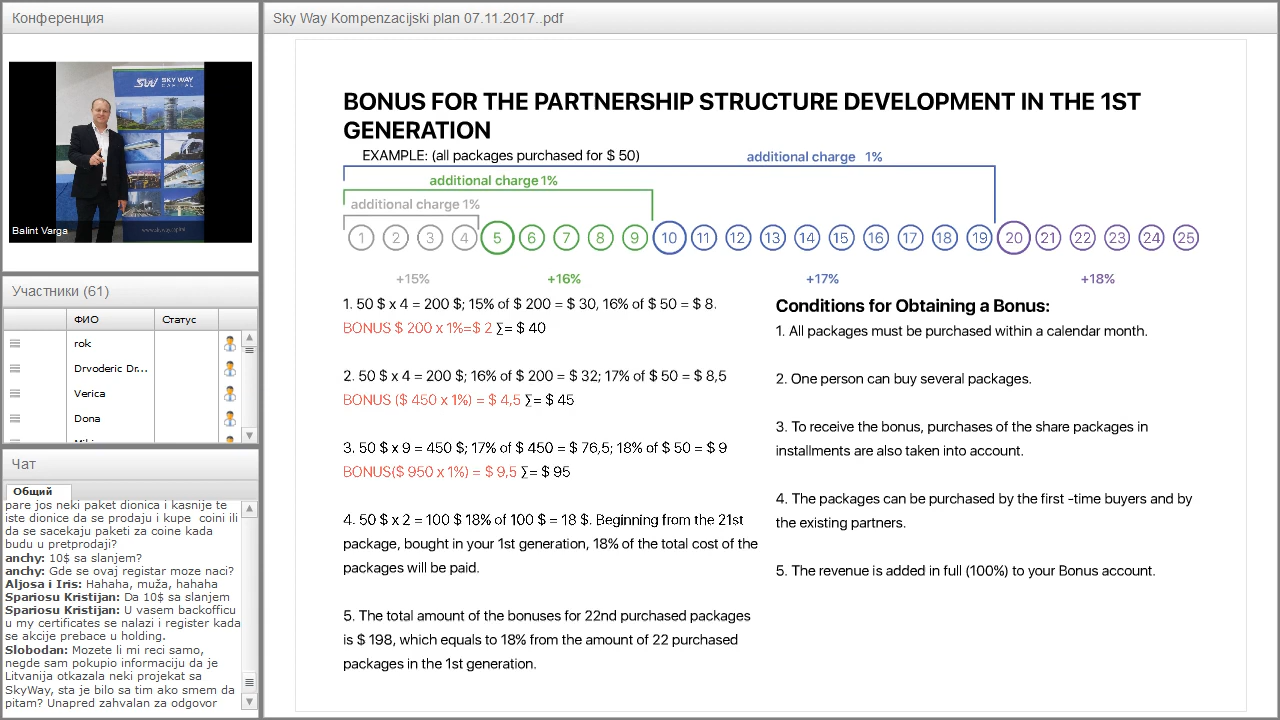 Конференция
SKY WAY
CAPITAL
Balint Varga
Участники (61)
ФИО
Статус
rok
Drvoderic Dr...
Verica
Dona
Чат
Общий
pare jos neki paket dionica i kasnije te
iste dionice da se prodaju i kupe coini ili
da se sacekaju paketi za coine kada
budu u pretprodaji?
anchy: 10$ sa slanjem?
anchy: Gde se ovaj registar moze naci?
Aljosa i Iris: Hahaha, muža, hahaha
Spariosu Kristijan: Da 10$ sa slanjem
Spariosu Kristijan: U vasem backofficu
u my certificates se nalazi i register kada
se akcije prebace u holding.
Slobodan: Mozete li mi reci samo,
negde sam pokupio informaciju da je
Litvanija otkazala neki projekat sa
SkyWay, sta je bilo sa tim ako smem da
pitam? Unapred zahvalan za odgovor
Sky Way Kompenzacijski plan 07.11.2017..pdf
BONUS FOR THE PARTNERSHIP STRUCTURE DEVELOPMENT IN THE 1ST
GENERATION
EXAMPLE: (all packages purchased for $ 50)
additional charge 1%
additional charge 1%
additional charge 1%
1 2 3 4 5 6 7 8 9 10 11 12 13 14 15 16 17 18 19 20 21 22 23 24 25
+15% +16% +17% +18%
1. 50 $ x 4 = 200 $; 15% of $ 200 = $ 30, 16% of $ 50 = $ 8.
BONUS $ 200 x 1%=$ 2 ∑= $ 40
2. 50 $ x 4 = 200 $; 16% of $ 200 = $ 32; 17% of $ 50 = $ 8,5
BONUS ($ 450 x 1%) = $ 4,5 ∑= $ 45
3. 50 $ x 9 = 450 $; 17% of $ 450 = $ 76,5; 18% of $ 50 = $ 9
BONUS($ 950 x 1%) = $ 9,5 ∑= $ 95
4. 50 $ x 2 = 100 $ 18% of 100 $ = 18 $. Beginning from the 21st
package, bought in your 1st generation, 18% of the total cost of the
packages will be paid.
5. The total amount of the bonuses for 22nd purchased packages
is $ 198, which equals to 18% from the amount of 22 purchased
packages in the 1st generation.
Conditions for Obtaining a Bonus:
1. All packages must be purchased within a calendar month.
2. One person can buy several packages.
3. To receive the bonus, purchases of the share packages in
installments are also taken into account.
4. The packages can be purchased by the first -time buyers and by
the existing partners.
5. The revenue is added in full (100%) to your Bonus account.